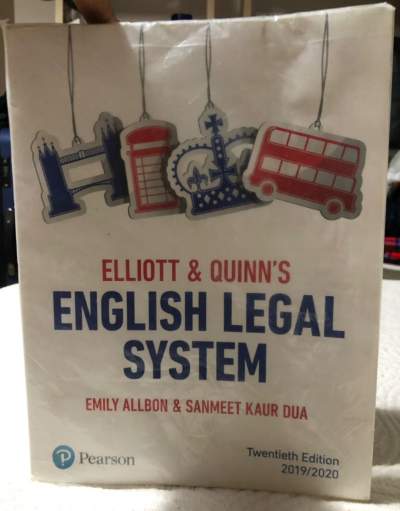 ELLIOTT & QUINN'S
ENGLISH LEGAL
SYSTEM
EMILY ALLBON & SANMEET KAUR DUA
Pearson
Twentieth Edition
2019/2020